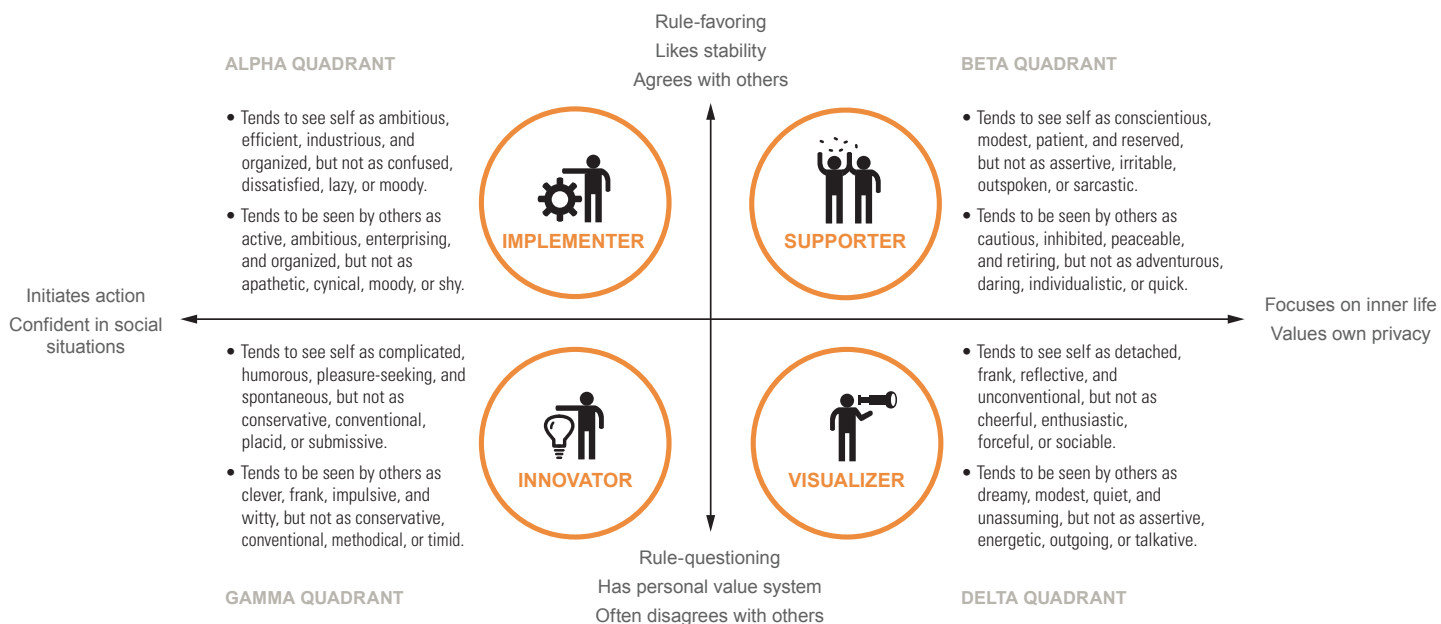 Rule-favoring
Likes stability
Agrees with others
ALPHA QUADRANT
• Tends to see self as ambitious,
efficient, industrious, and
organized, but not as confused,
dissatisfied, lazy, or moody.
• Tends to be seen by others as
active, ambitious, enterprising,
and organized, but not as
apathetic, cynical, moody, or shy.
IMPLEMENTER
BETA QUADRANT
• Tends to see self as conscientious,
modest, patient, and reserved,
but not as assertive, irritable,
outspoken, or sarcastic.
• Tends to be seen by others as
cautious, inhibited, peaceable,
and retiring, but not as adventurous,
daring, individualistic, or quick.
SUPPORTER
Initiates action
Confident in social
situations
Focuses on inner life
Values own privacy
• Tends to see self as complicated,
humorous, pleasure-seeking, and
spontaneous, but not as
conservative, conventional,
placid, or submissive.
• Tends to be seen by others as
clever, frank, impulsive, and
witty, but not as conservative,
conventional, methodical, or timid.
INNOVATOR
GAMMA QUADRANT
• Tends to see self as detached,
frank, reflective, and
unconventional, but not as
cheerful, enthusiastic,
forceful, or sociable.
• Tends to be seen by others as
dreamy, modest, quiet, and
unassuming, but not as assertive,
energetic, outgoing, or talkative.
VISUALIZER
DELTA QUADRANT
Rule-questioning
Has personal value system
Often disagrees with others